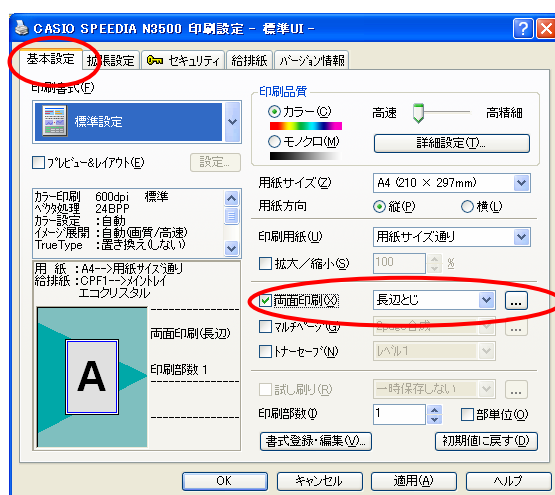 CASIO SPEEDIA N3500 印刷設定 - 標準UI -
基本設定 拡張設定 セキュリティ 給排紙 バージョン情報
印刷書式(F)
標準設定
プレビュー&レイアウト(E) 設定...
カラー印刷 600dpi 標準
ベクタ処理 24BPP
カラー設定 :自動
イメージ展開 :自動(画質/高速)
TrueType :置き換え(しない)
用 紙 :A4-->用紙サイズ通り
給排紙 :CPF1-->メイントレイ
エコクリスタル
両面印刷(長辺)
印刷部数 1
A
印刷品質
カラー(C) 高速 高精細
モノクロ(M) 詳細設定(T)...
用紙サイズ(Z) A4 (210 × 297mm)
用紙方向 縦(P) 横(L)
印刷用紙(U) 用紙サイズ通り
拡大/縮小(S) 100 %
両面印刷(X) 長辺とじ ...
マルチページ(G) 2page合成
トナーセーブ(N) レベル1
試し刷り(R) 一時保存しない ...
印刷部数(I) 1 部単位(O)
書式登録・編集(V)... 初期値に戻す(D)
OK キャンセル 適用(A) ヘルプ